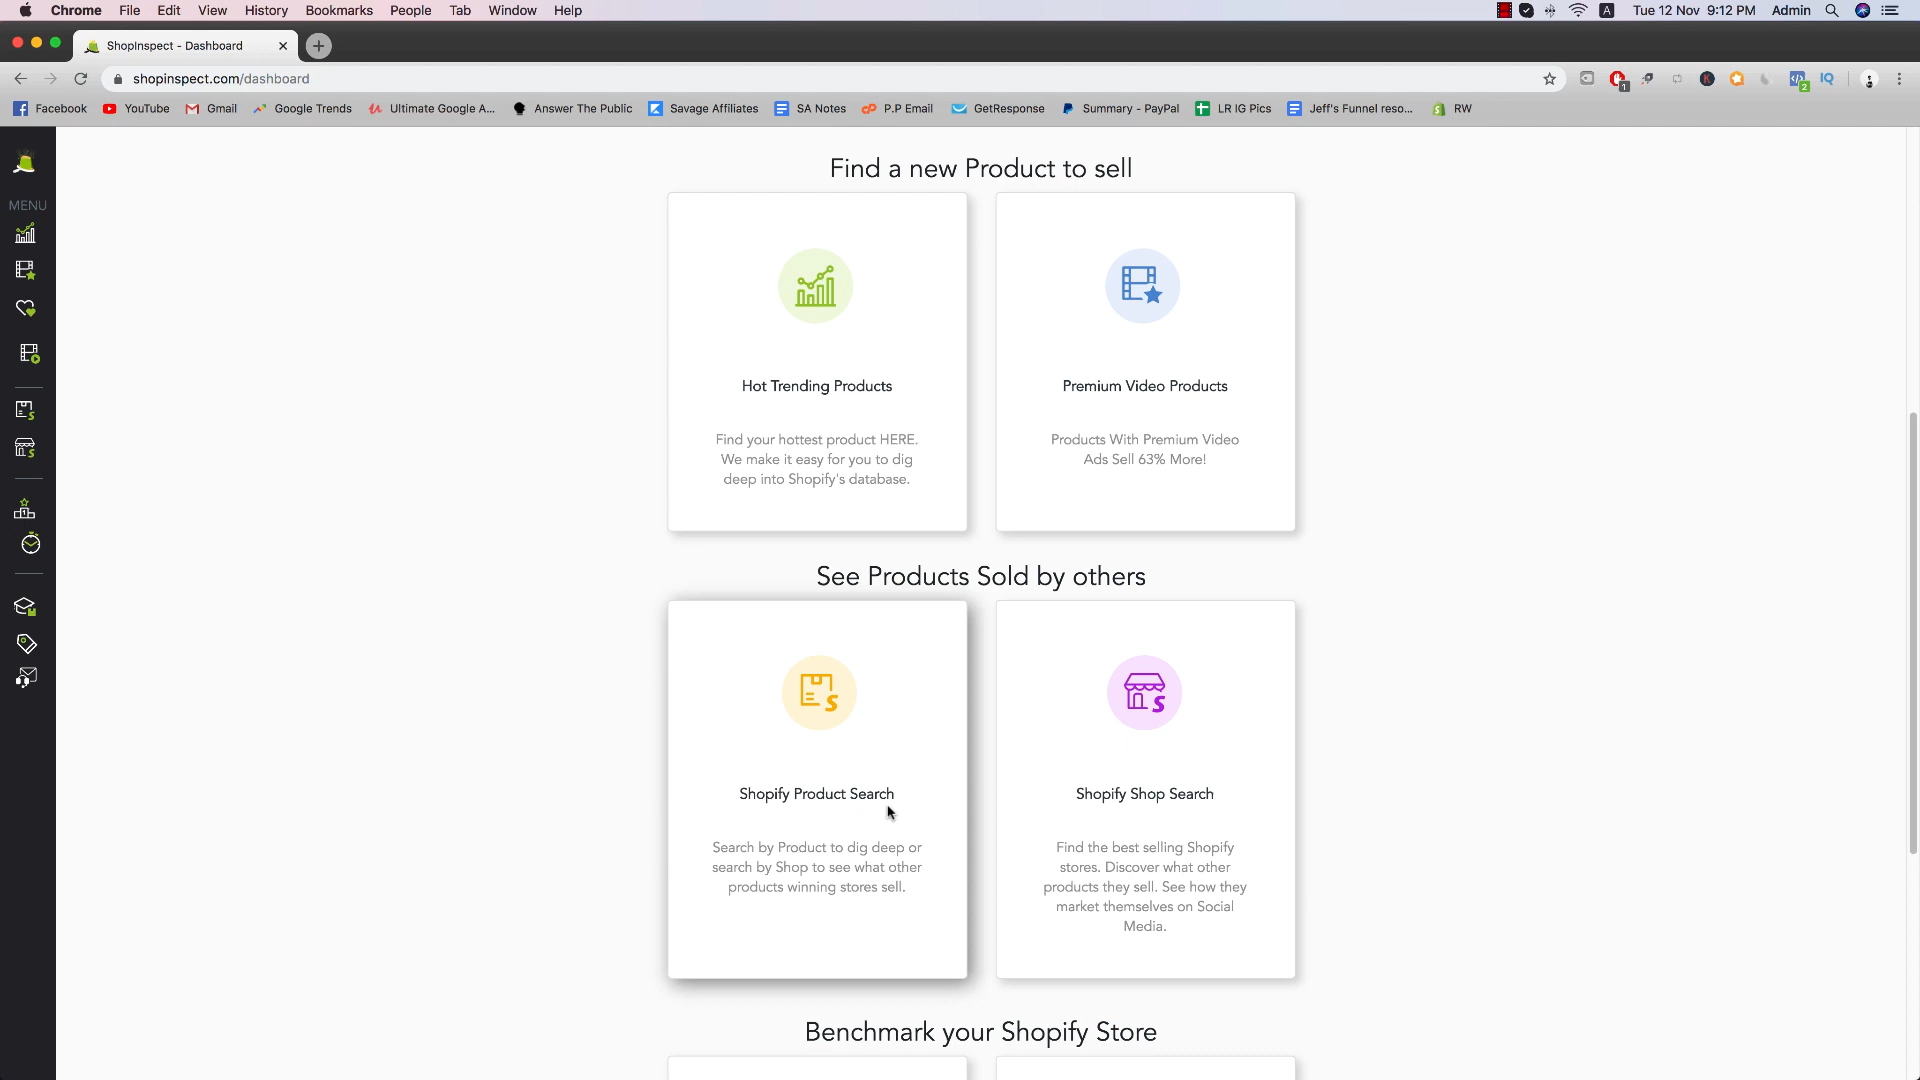 Chrome File Edit View History Bookmarks People Tab Window Help A Tue 12 Nov 9:12 PM Admin
ShopInspect - Dashboard
shopinspect.com/dashboard K 1 2 IQ
Facebook YouTube Gmail Google Trends Ultimate Google A... Answer The Public Savage Affiliates SA Notes P.P Email GetResponse Summary - PayPal LR IG Pics Jeff's Funnel reso... RW
MENU
Find a new Product to sell
Hot Trending Products
Find your hottest product HERE.
We make it easy for you to dig
deep into Shopify's database.
Premium Video Products
Products With Premium Video
Ads Sell 63% More!
See Products Sold by others
Shopify Product Search
Search by Product to dig deep or
search by Shop to see what other
products winning stores sell.
Shopify Shop Search
Find the best selling Shopify
stores. Discover what other
products they sell. See how they
market themselves on Social
Media.
Benchmark your Shopify Store